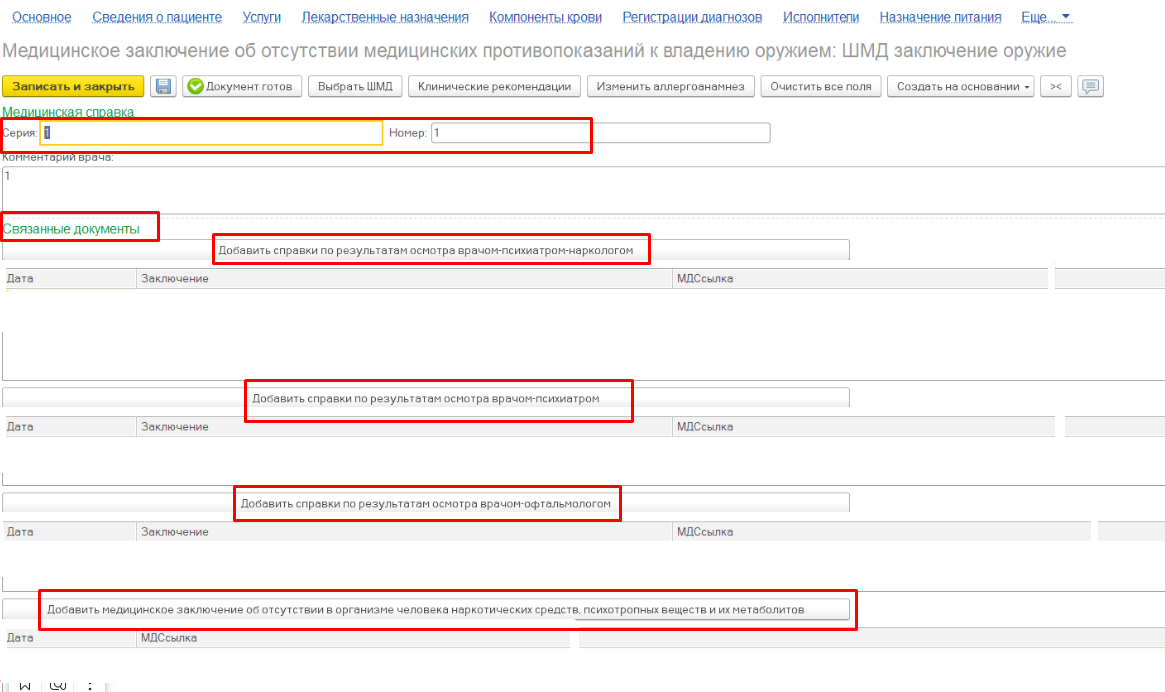 Основное Сведения о пациенте Услуги Лекарственные назначения Компоненты крови Регистрации диагнозов Исполнители Назначение питания Еще...
Медицинское заключение об отсутствии медицинских противопоказаний к владению оружием: ШМД заключение оружие
Записать и закрыть Документ готов Выбрать ШМД Клинические рекомендации Изменить аллергоанамнез Очистить все поля Создать на основании ><
Медицинская справка
Серия: 1 Номер: 1
Комментарий врача:
1
Связанные документы
Добавить справки по результатам осмотра врачом-психиатром-наркологом
Дата Заключение МДСсылка
Добавить справки по результатам осмотра врачом-психиатром
Дата Заключение МДСсылка
Добавить справки по результатам осмотра врачом-офтальмологом
Дата Заключение МДСсылка
Добавить медицинское заключение об отсутствии в организме человека наркотических средств, психотропных веществ и их метаболитов
Дата МДСсылка